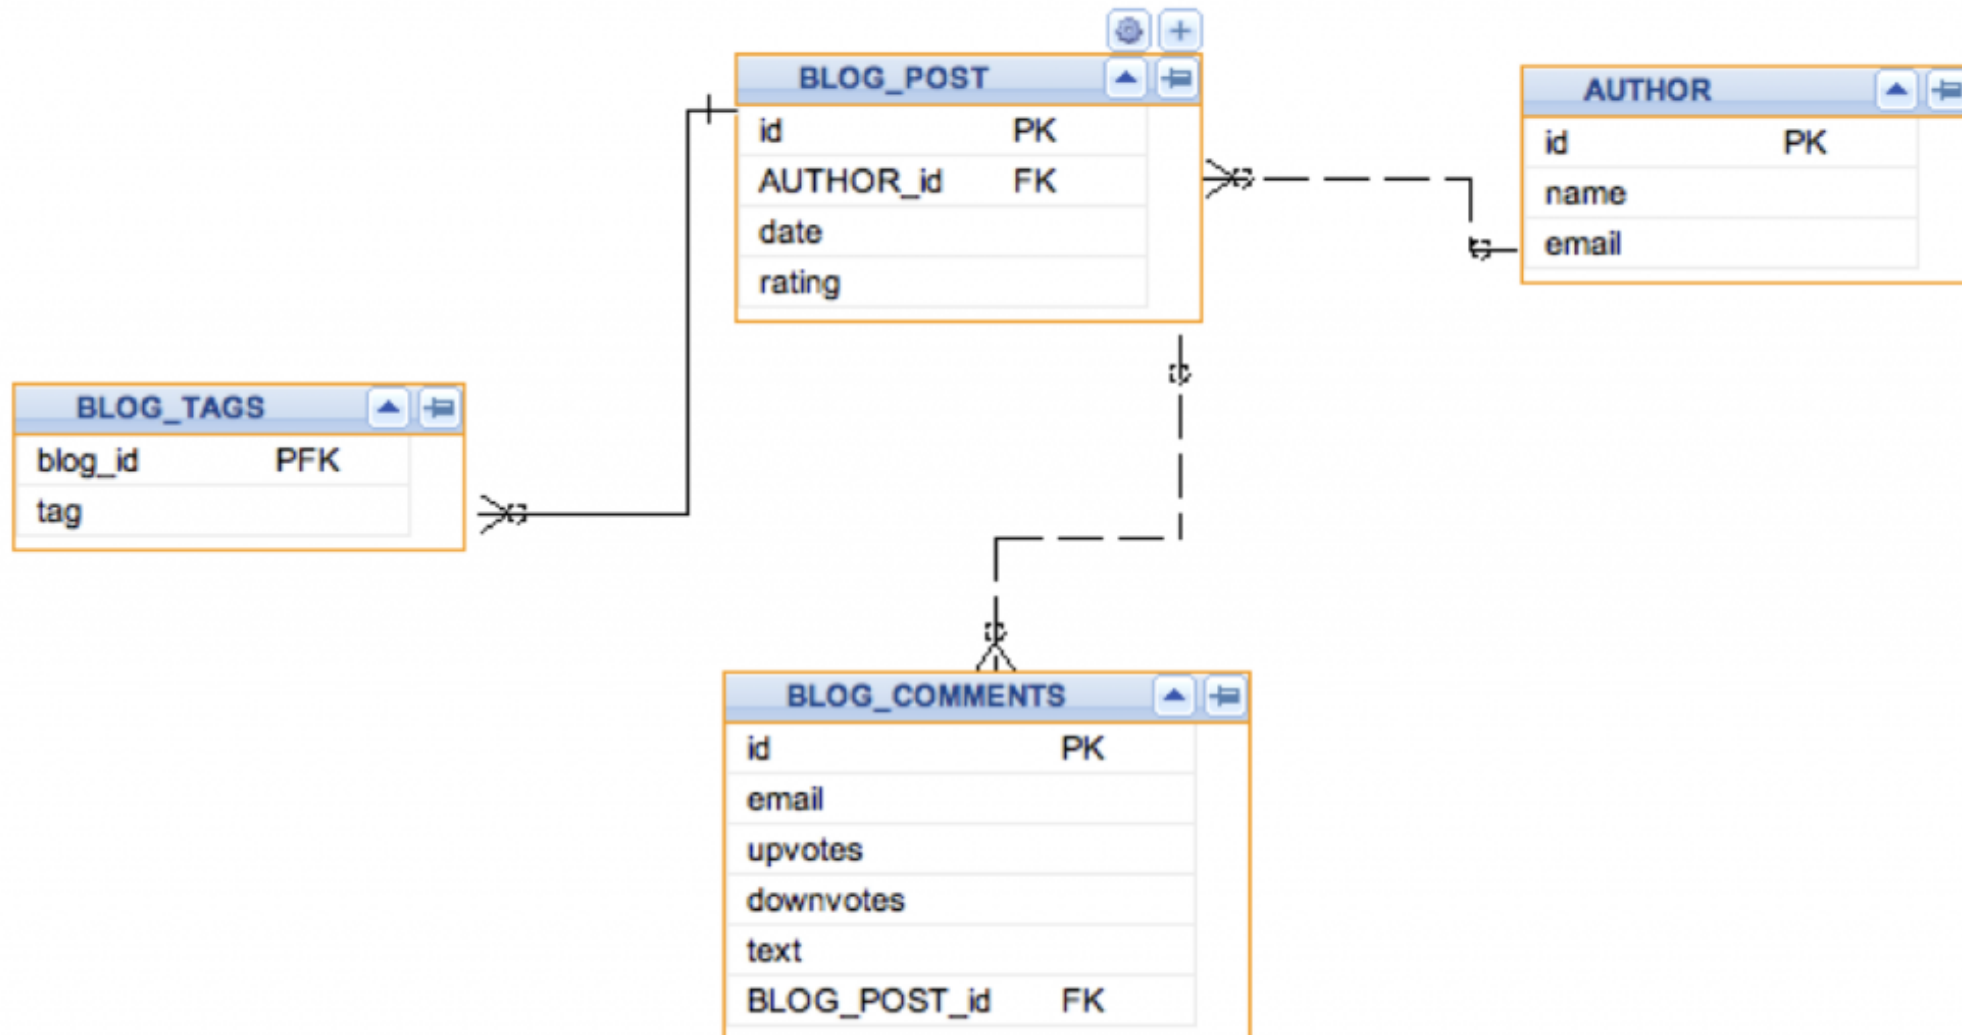 BLOG_POST
id PK
AUTHOR_id FK
date
rating
AUTHOR
id PK
name
email
BLOG_TAGS
blog_id PFK
tag
BLOG_COMMENTS
id PK
email
upvotes
downvotes
text
BLOG_POST_id FK